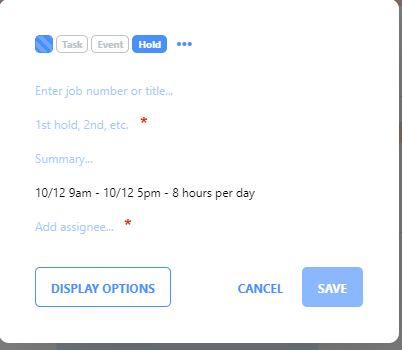 Task Event Hold •••
Enter job number or title...
1st hold, 2nd, etc. *
Summary...
10/12 9am - 10/12 5pm - 8 hours per day
Add assignee... *
DISPLAY OPTIONS CANCEL SAVE